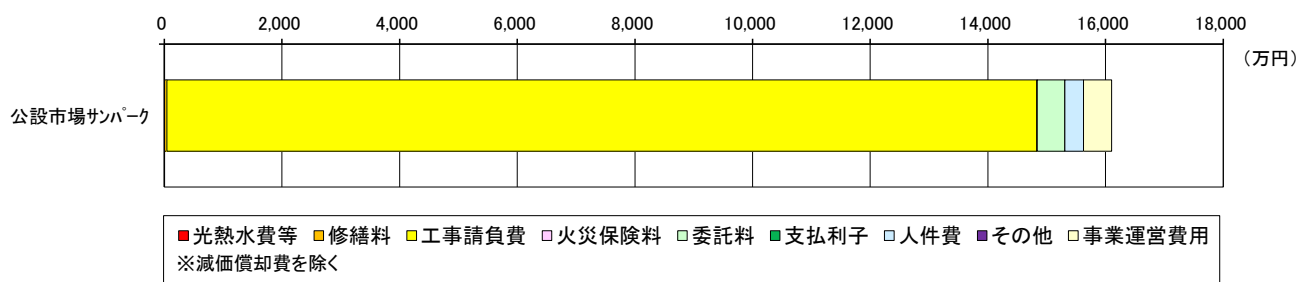 0 2,000 4,000 6,000 8,000 10,000 12,000 14,000 16,000 18,000
（万円）
公設市場サンパーク
■光熱水費等 ■修繕料 ■工事請負費 ■火災保険料 ■委託料 ■支払利子 ■人件費 ■その他 ■事業運営費用
※減価償却費を除く